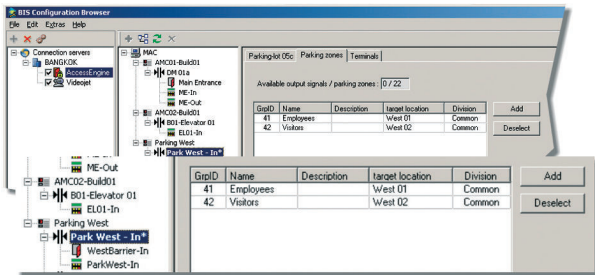 BIS Configuration Browser
File Edit Extras Help
Connection servers
BANGKOK
AccessEngine
Videojet
MAC
AMC01-Build01
DM 01a
Main Entrance
ME-In
ME-Out
AMC02-Build01
B01-Elevator 01
EL01-In
Parking West
Park West - In*
Parking-lot 05c Parking zones Terminals
Available output signals / parking zones: 0 / 22
GrpID Name Description target location Division
41 Employees West 01 Common
42 Visitors West 02 Common
Add
Deselect
ME-Out
AMC02-Build01
B01-Elevator 01
EL01-In
Parking West
Park West - In*
WestBarrier-In
ParkWest-In
GrpID Name Description target location Division
41 Employees West 01 Common
42 Visitors West 02 Common
Add
Deselect